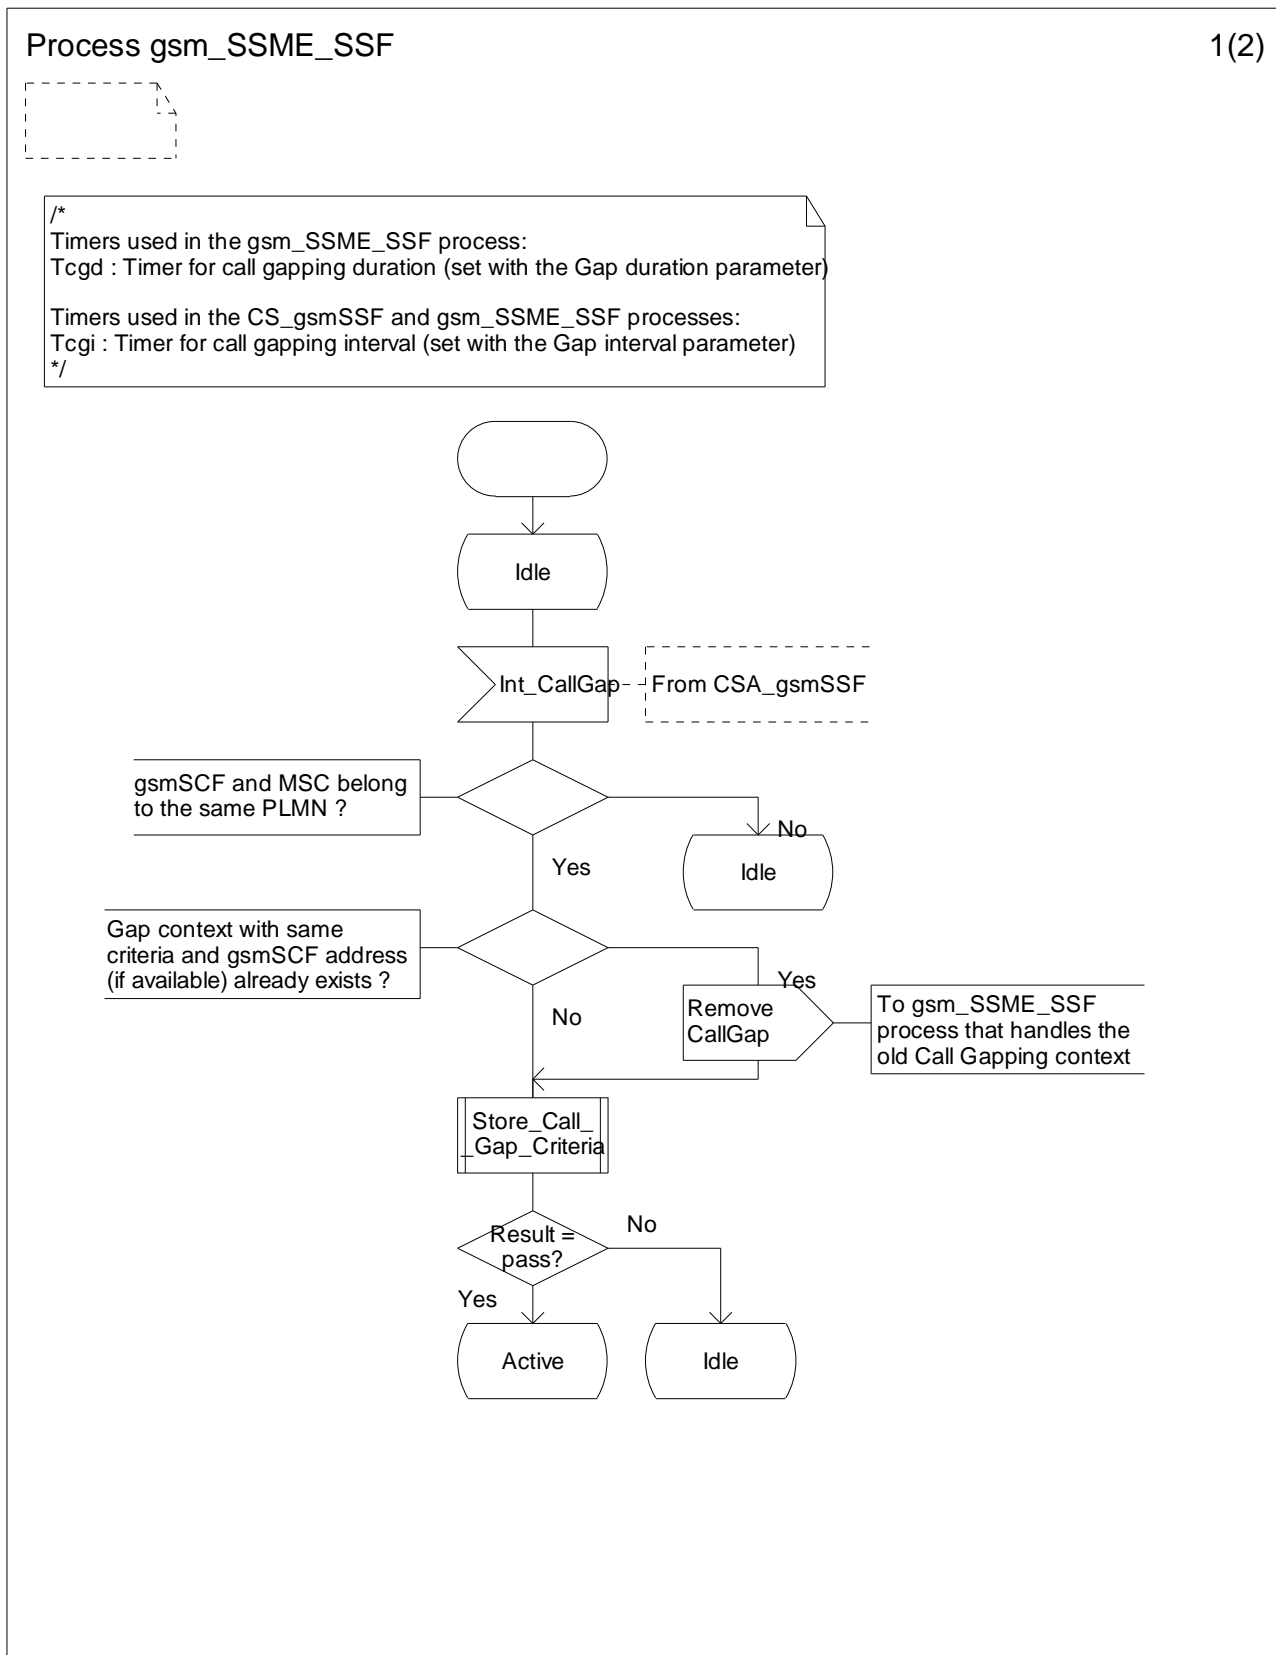 Process gsm_SSME_SSF
1(2)
/*
Timers used in the gsm_SSME_SSF process:
Tcgd : Timer for call gapping duration (set with the Gap duration parameter)
Timers used in the CS_gsmSSF and gsm_SSME_SSF processes:
Tcgi : Timer for call gapping interval (set with the Gap interval parameter)
*/
Idle
Int_CallGap
From CSA_gsmSSF
gsmSCF and MSC belong
to the same PLMN ?
No
Yes
Idle
Gap context with same
criteria and gsmSCF address
(if available) already exists ?
Yes
No
Remove
CallGap
To gsm_SSME_SSF
process that handles the
old Call Gapping context
Store_Call_
_Gap_Criteria
Result =
pass?
No
Yes
Active
Idle